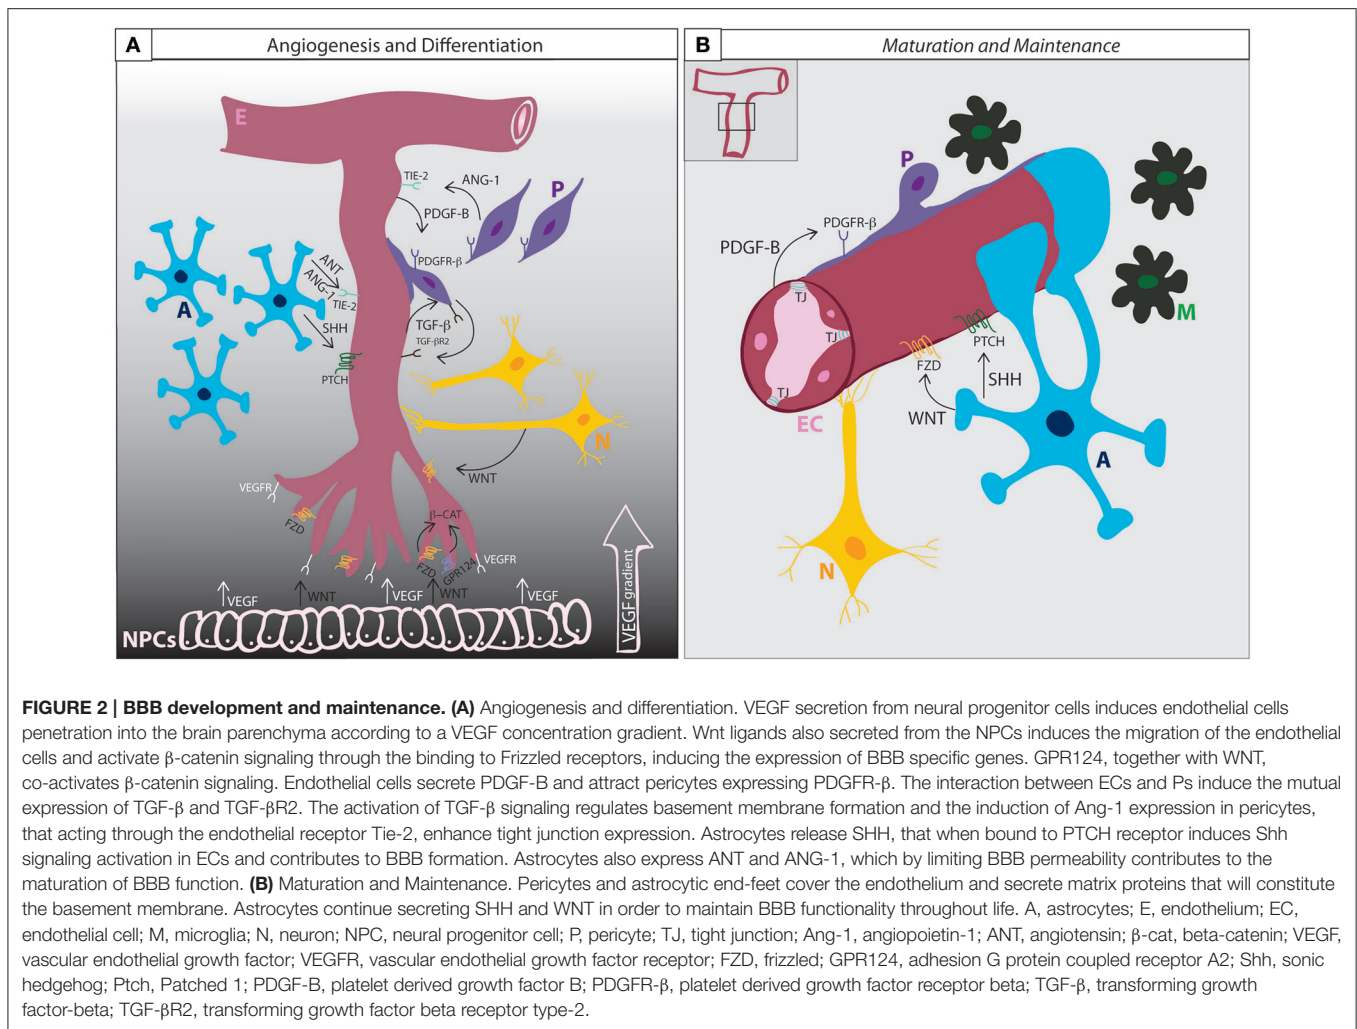 A
Angiogenesis and Differentiation
E
TIE-2
ANG-1
P
PDGF-B
PDGFR-β
ANT
ANG-1
TIE-2
A
SHH
PTCH
TGF-β
TGF-βR2
N
WNT
VEGFR
FZD
β-CAT
FZD
GPR124
VEGFR
VEGF
WNT
VEGF
WNT
VEGF
NPCs
VEGF gradient
B
Maturation and Maintenance
P
PDGFR-β
PDGF-B
TJ
TJ
TJ
EC
M
PTCH
FZD
SHH
WNT
A
N
FIGURE 2 | BBB development and maintenance. (A) Angiogenesis and differentiation. VEGF secretion from neural progenitor cells induces endothelial cells
penetration into the brain parenchyma according to a VEGF concentration gradient. Wnt ligands also secreted from the NPCs induces the migration of the endothelial
cells and activate β-catenin signaling through the binding to Frizzled receptors, inducing the expression of BBB specific genes. GPR124, together with WNT,
co-activates β-catenin signaling. Endothelial cells secrete PDGF-B and attract pericytes expressing PDGFR-β. The interaction between ECs and Ps induce the mutual
expression of TGF-β and TGF-βR2. The activation of TGF-β signaling regulates basement membrane formation and the induction of Ang-1 expression in pericytes,
that acting through the endothelial receptor Tie-2, enhance tight junction expression. Astrocytes release SHH, that when bound to PTCH receptor induces Shh
signaling activation in ECs and contributes to BBB formation. Astrocytes also express ANT and ANG-1, which by limiting BBB permeability contributes to the
maturation of BBB function. (B) Maturation and Maintenance. Pericytes and astrocytic end-feet cover the endothelium and secrete matrix proteins that will constitute
the basement membrane. Astrocytes continue secreting SHH and WNT in order to maintain BBB functionality throughout life. A, astrocytes; E, endothelium; EC,
endothelial cell; M, microglia; N, neuron; NPC, neural progenitor cell; P, pericyte; TJ, tight junction; Ang-1, angiopoietin-1; ANT, angiotensin; β-cat, beta-catenin; VEGF,
vascular endothelial growth factor; VEGFR, vascular endothelial growth factor receptor; FZD, frizzled; GPR124, adhesion G protein coupled receptor A2; Shh, sonic
hedgehog; Ptch, Patched 1; PDGF-B, platelet derived growth factor B; PDGFR-β, platelet derived growth factor receptor beta; TGF-β, transforming growth
factor-beta; TGF-βR2, transforming growth factor beta receptor type-2.